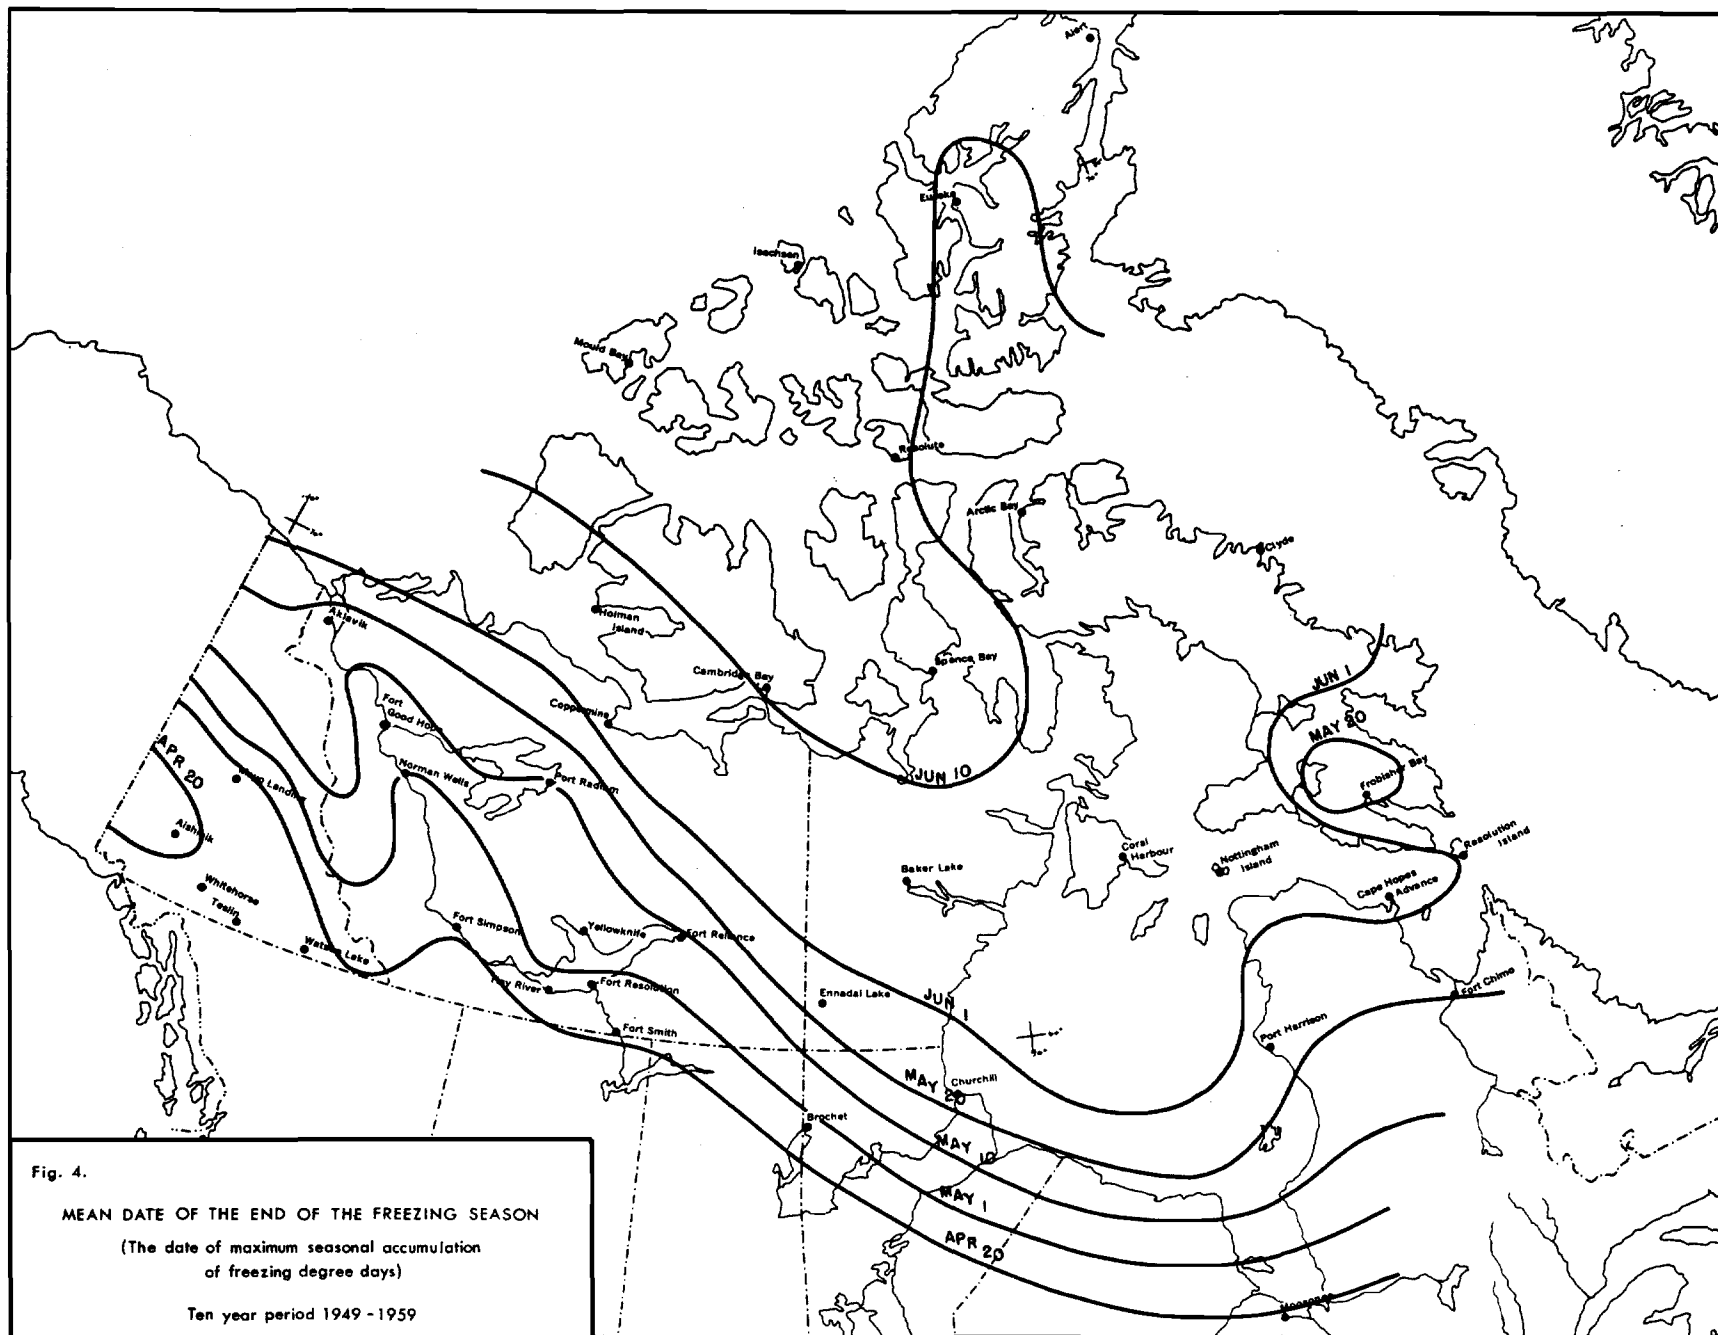 Alert
Eureka
Isachsen
Mould Bay
Resolute
Arctic Bay
Clyde
Aklavik
Holman
Island
Spence Bay
Cambridge Bay
JUN 1
Fort
Good Hope
Coppermine
MAY 20
APR 20
Norman Wells
Port Radium
JUN 10
Frobisher Bay
Aishihik
Resolution
Island
Coral
Harbour
Nottingham
Island
Baker Lake
Whitehorse
Teslin
Cape Hopes
Advance
Fort Simpson
Yellowknife
Fort Reliance
Watson Lake
Hay River
Fort Resolution
Ennadai Lake
JUN 1
Fort Chimo
Fort Smith
Port Harrison
MAY 20
Churchill
Brochet
MAY 10
MAY 1
APR 20
Moosonee
Fig. 4.
MEAN DATE OF THE END OF THE FREEZING SEASON
(The date of maximum seasonal accumulation
of freezing degree days)
Ten year period 1949 - 1959